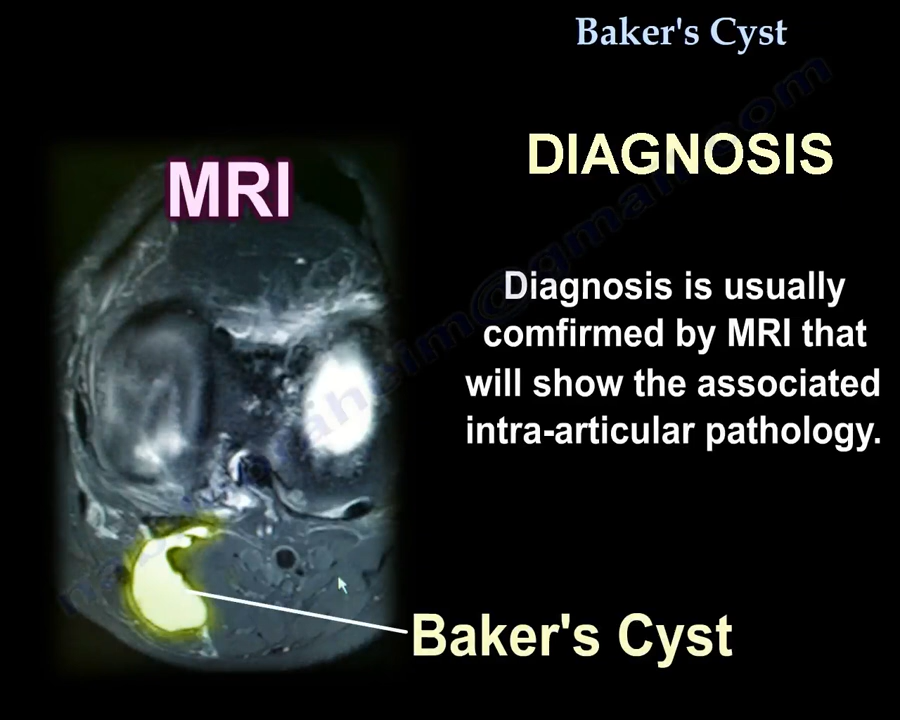 Baker's Cyst
DIAGNOSIS
MRI
Diagnosis is usually
comfirmed by MRI that
will show the associated
intra-articular pathology.
Baker's Cyst